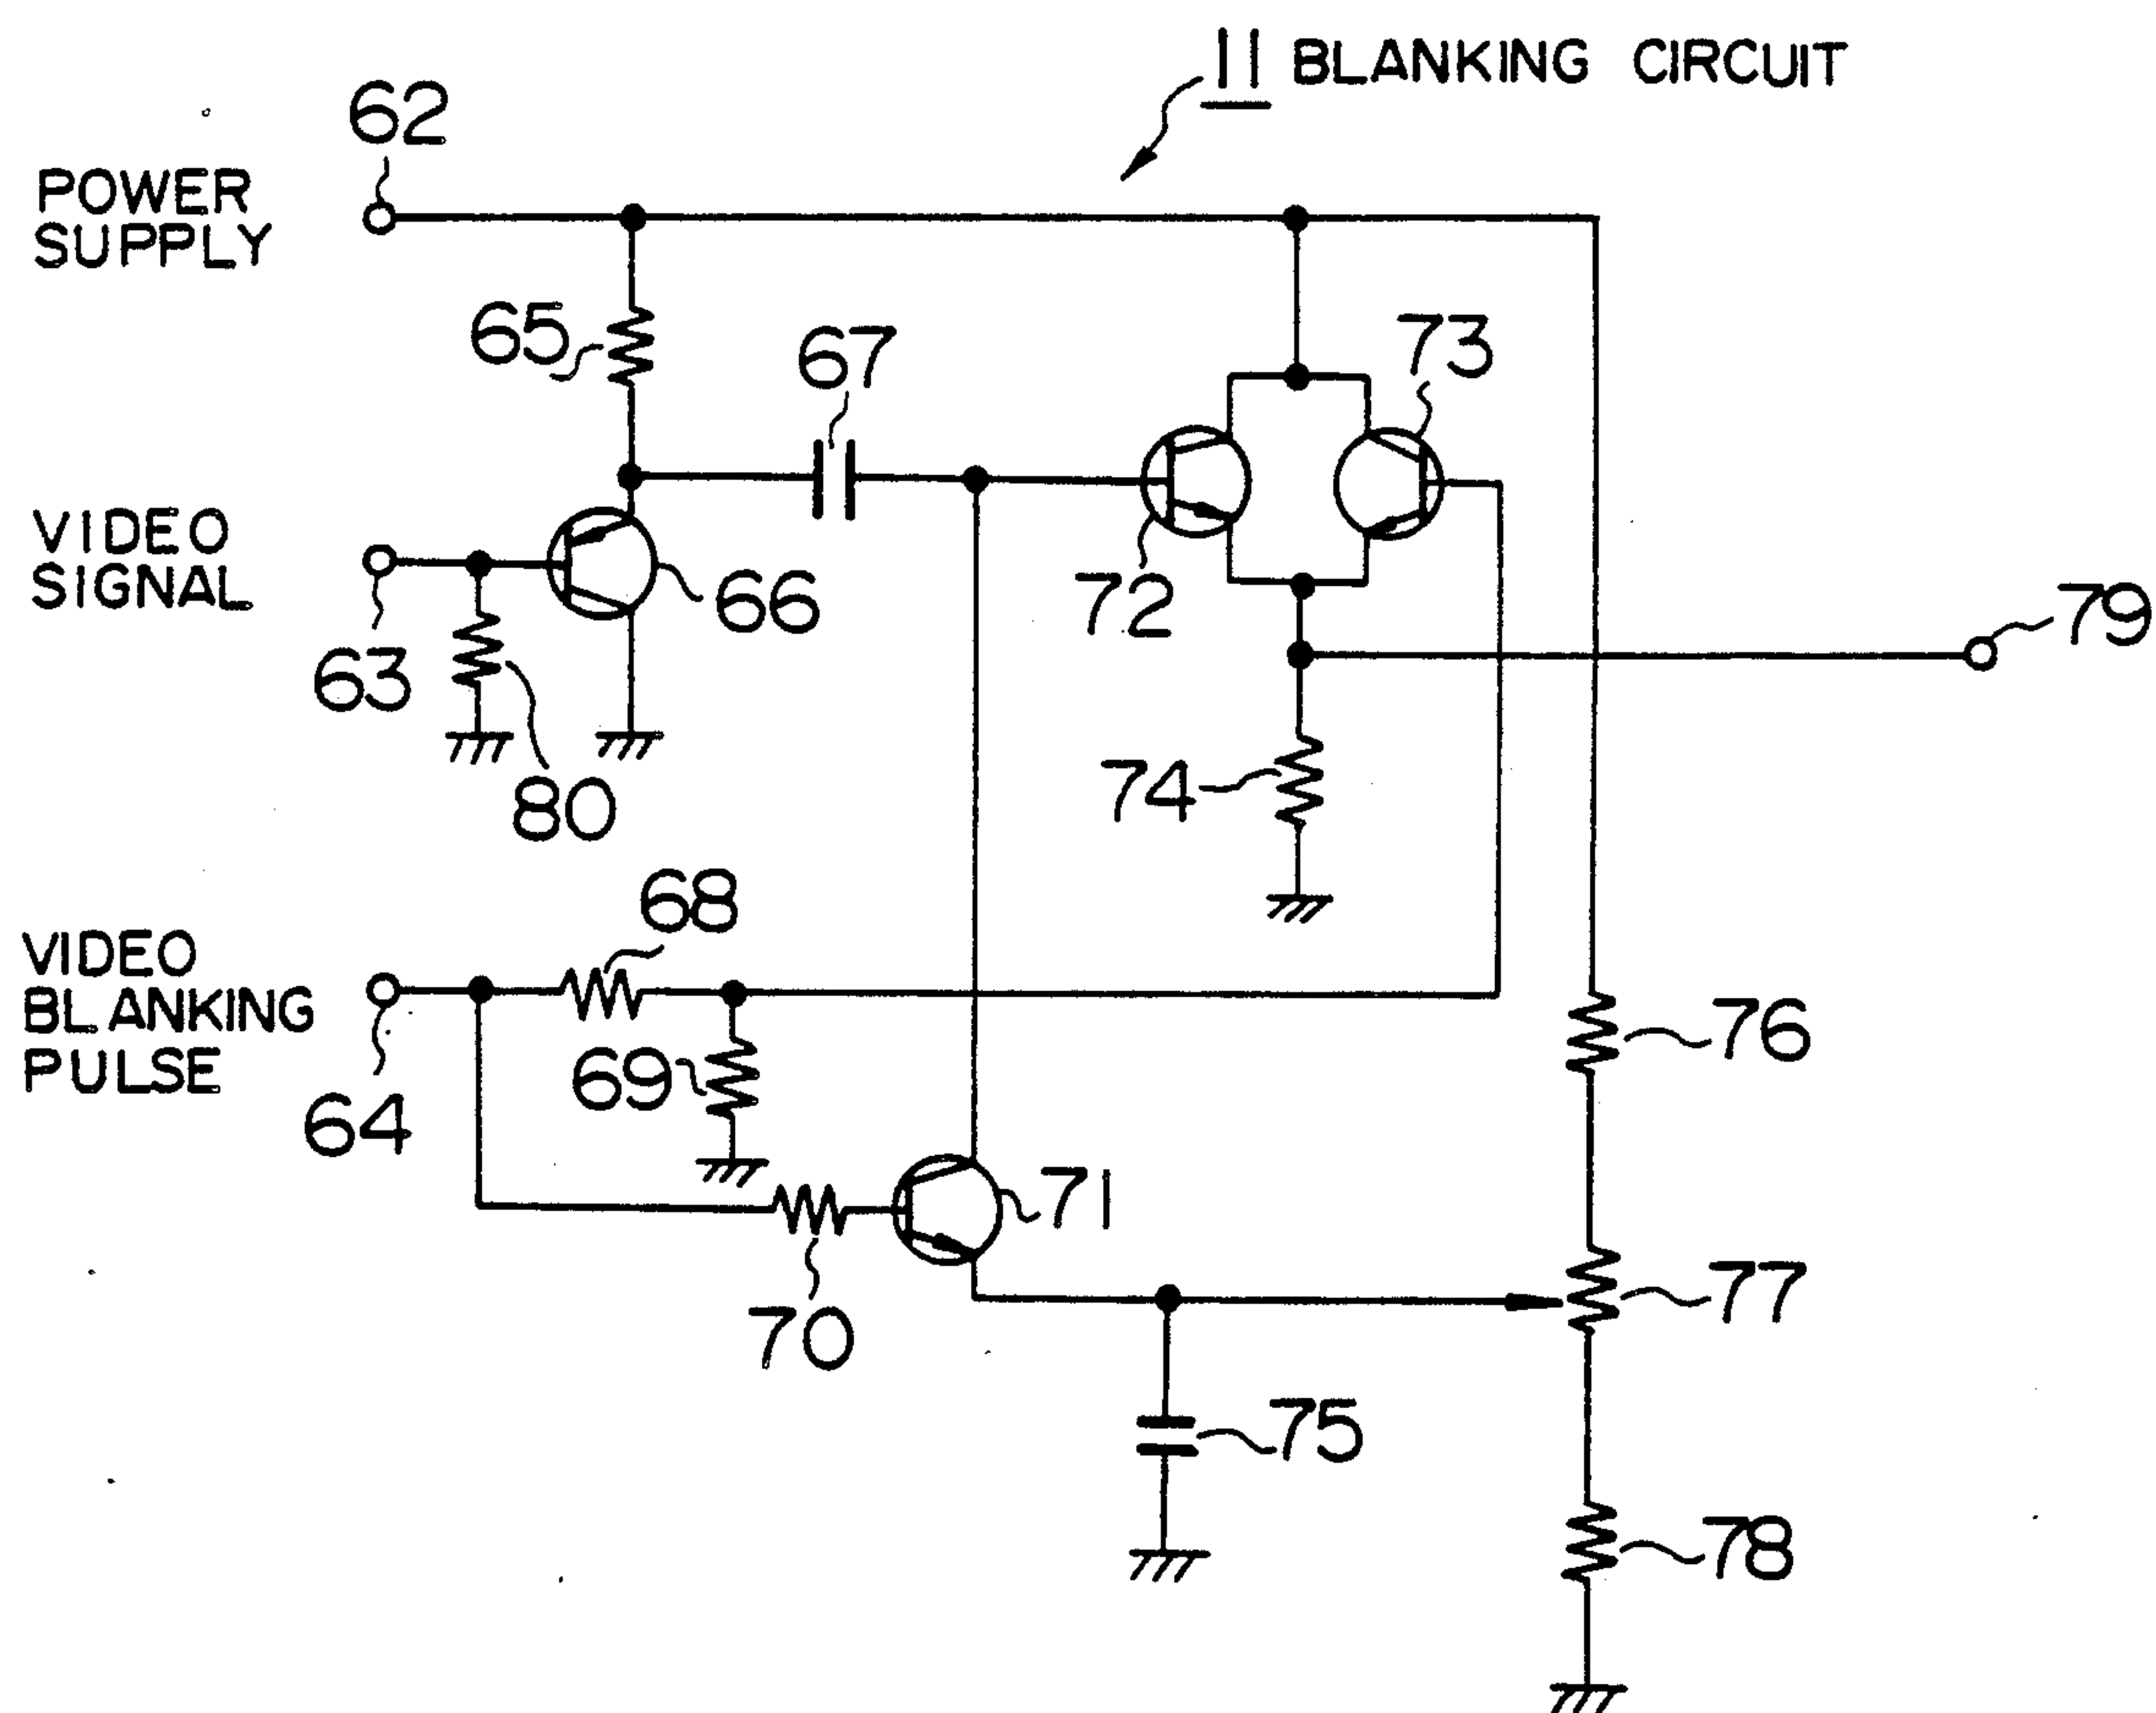 11 BLANKING CIRCUIT
62
POWER
SUPPLY
65
67
73
VIDEO
SIGNAL
63
66
72
79
80
74
68
VIDEO
BLANKING
PULSE
64
69
76
71
70
77
75
78